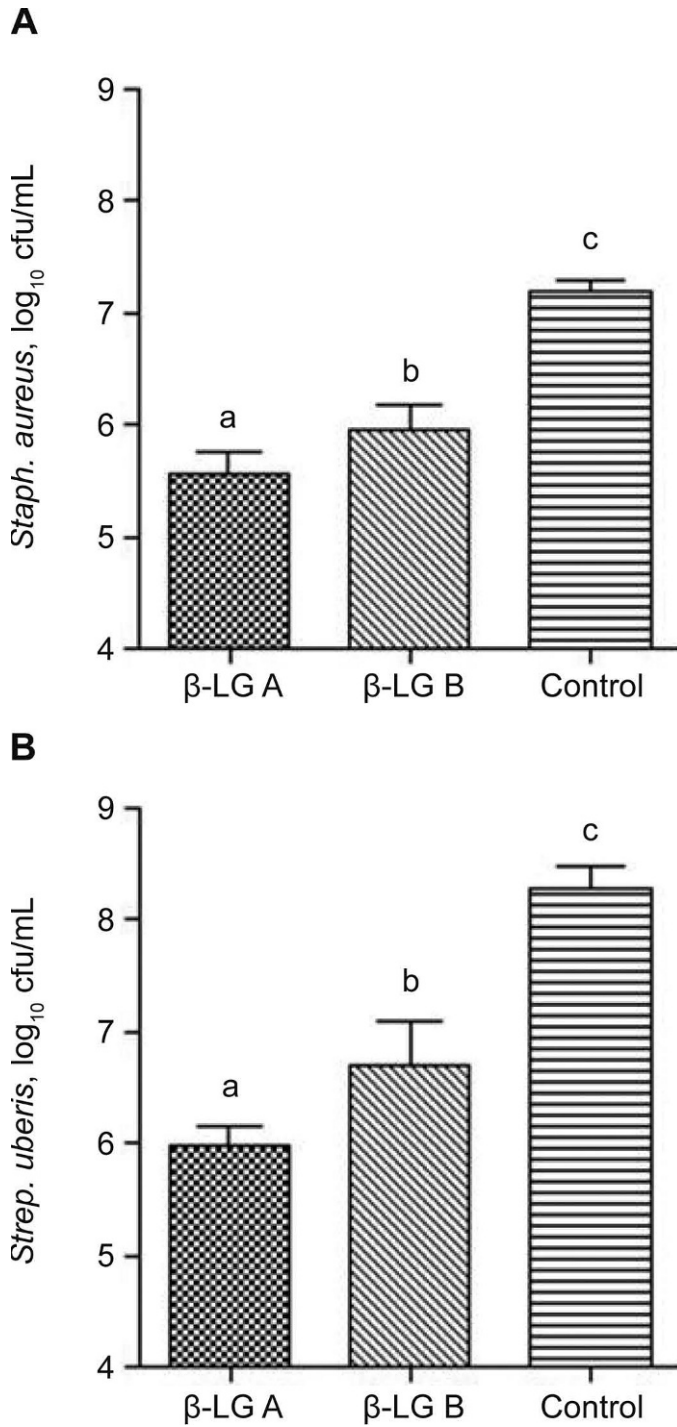 A
Staph. aureus, log₁₀ cfu/mL
9
8
7
6
5
4
a
b
c
β-LG A
β-LG B
Control
B
Strep. uberis, log₁₀ cfu/mL
9
8
7
6
5
4
a
b
c
β-LG A
β-LG B
Control